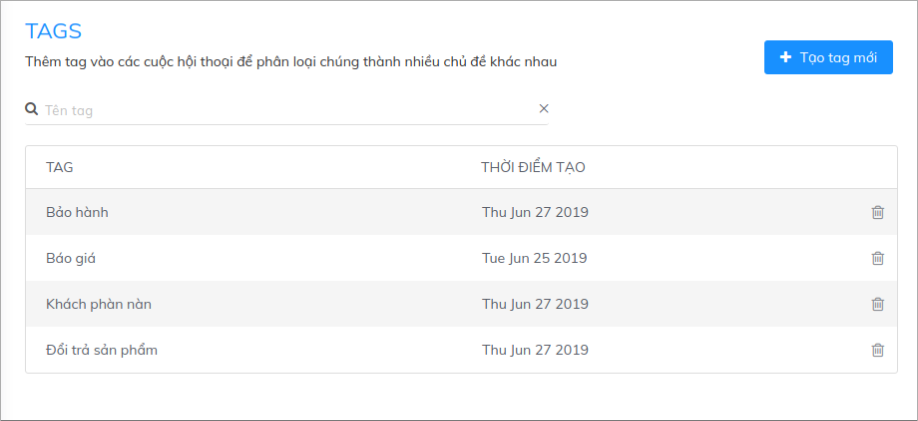 TAGS
Thêm tag vào các cuộc hội thoại để phân loại chúng thành nhiều chủ đề khác nhau
Tạo tag mới
Tên tag
TAG THỜI ĐIỂM TẠO
Bảo hành Thu Jun 27 2019
Báo giá Tue Jun 25 2019
Khách phàn nàn Thu Jun 27 2019
Đổi trả sản phẩm Thu Jun 27 2019